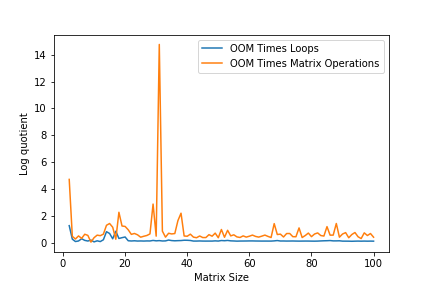 OOM Times Loops
OOM Times Matrix Operations
14
12
10
8
6
4
2
0
Log quotient
0 20 40 60 80 100
Matrix Size